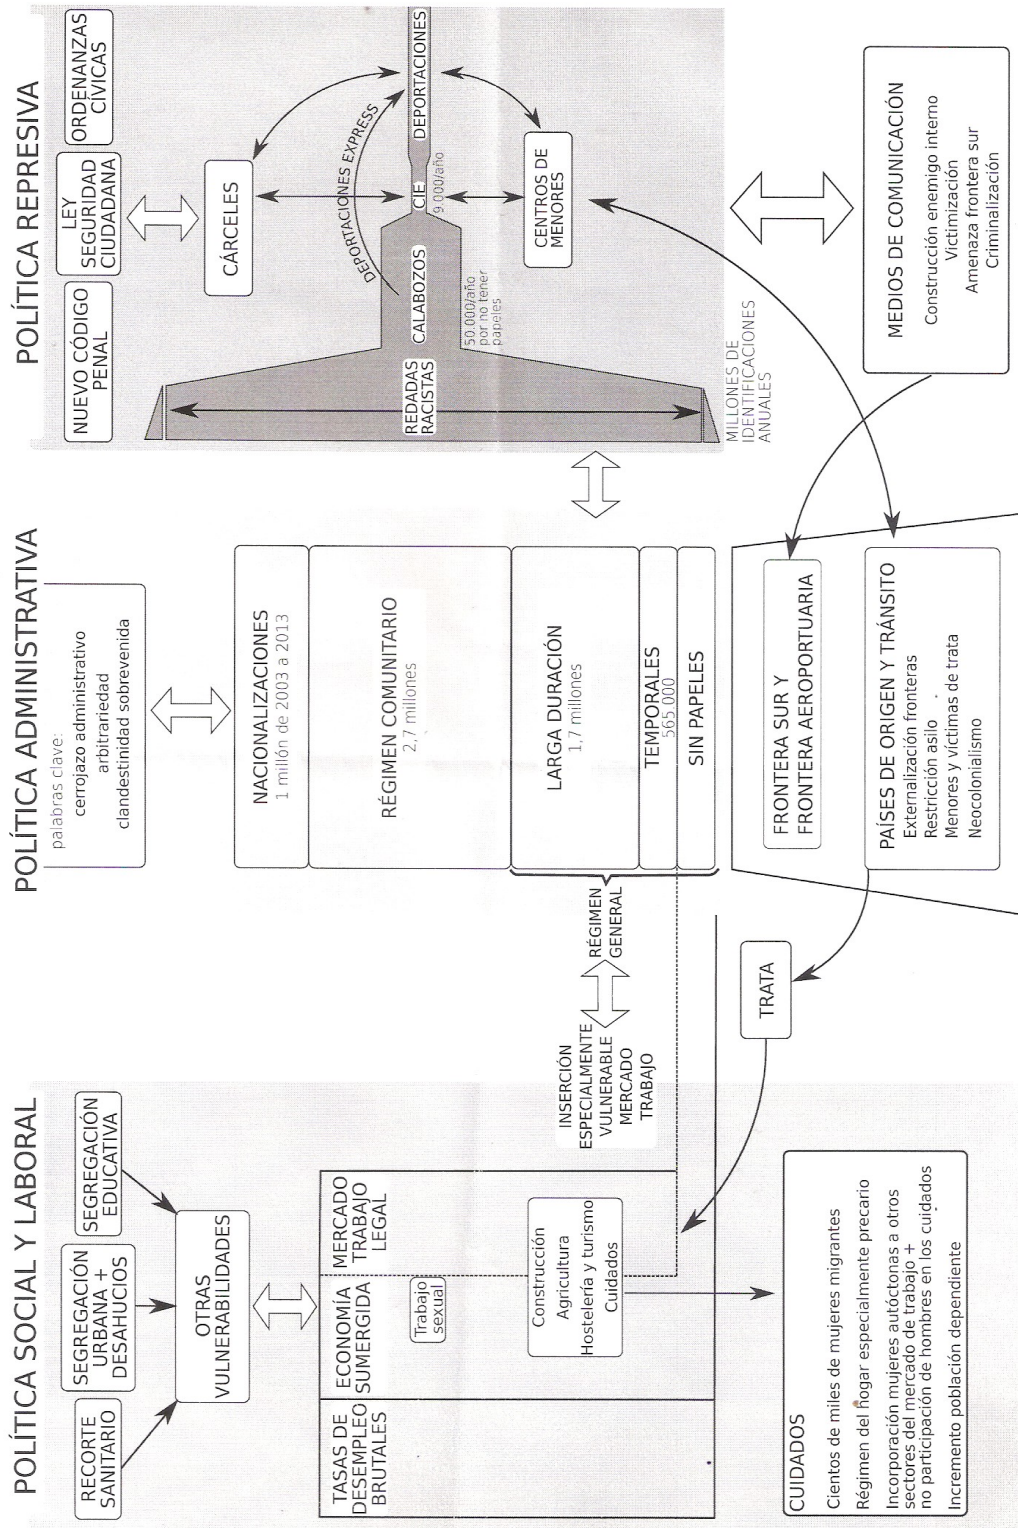 POLÍTICA SOCIAL Y LABORAL
RECORTE
SANITARIO
SEGREGACIÓN
URBANA +
DESAHUCIOS
SEGREGACIÓN
EDUCATIVA
OTRAS
VULNERABILIDADES
TASAS DE
DESEMPLEO
BRUTALES
ECONOMÍA
SUMERGIDA
MERCADO
TRABAJO
LEGAL
Trabajo
sexual
Construcción
Agricultura
Hostelería y turismo
Cuidados
INSERCIÓN
ESPECIALMENTE
VULNERABLE
MERCADO
TRABAJO
RÉGIMEN
GENERAL
TRATA
CUIDADOS
Cientos de miles de mujeres migrantes
Régimen del hogar especialmente precario
Incorporación mujeres autóctonas a otros
sectores del mercado de trabajo +
no participación de hombres en los cuidados
Incremento población dependiente
POLÍTICA ADMINISTRATIVA
palabras clave:
cerrojazo administrativo
arbitrariedad
clandestinidad sobrevenida
NACIONALIZACIONES
1 millón de 2003 a 2013
RÉGIMEN COMUNITARIO
2,7 millones
LARGA DURACIÓN
1,7 millones
TEMPORALES
565.000
SIN PAPELES
FRONTERA SUR Y
FRONTERA AEROPORTUARIA
PAÍSES DE ORIGEN Y TRÁNSITO
Externalización fronteras
Restricción asilo
Menores y víctimas de trata
Neocolonialismo
POLÍTICA REPRESIVA
NUEVO CÓDIGO
PENAL
LEY
SEGURIDAD
CIUDADANA
ORDENANZAS
CÍVICAS
CÁRCELES
DEPORTACIONES EXPRESS
REDADAS
RACISTAS
CALABOZOS
CIE
DEPORTACIONES
50.000/año
por no tener
papeles
9.000/año
CENTROS DE
MENORES
MILLONES DE
IDENTIFICACIONES
ANUALES
MEDIOS DE COMUNICACIÓN
Construcción enemigo interno
Victimización
Amenaza frontera sur
Criminalización